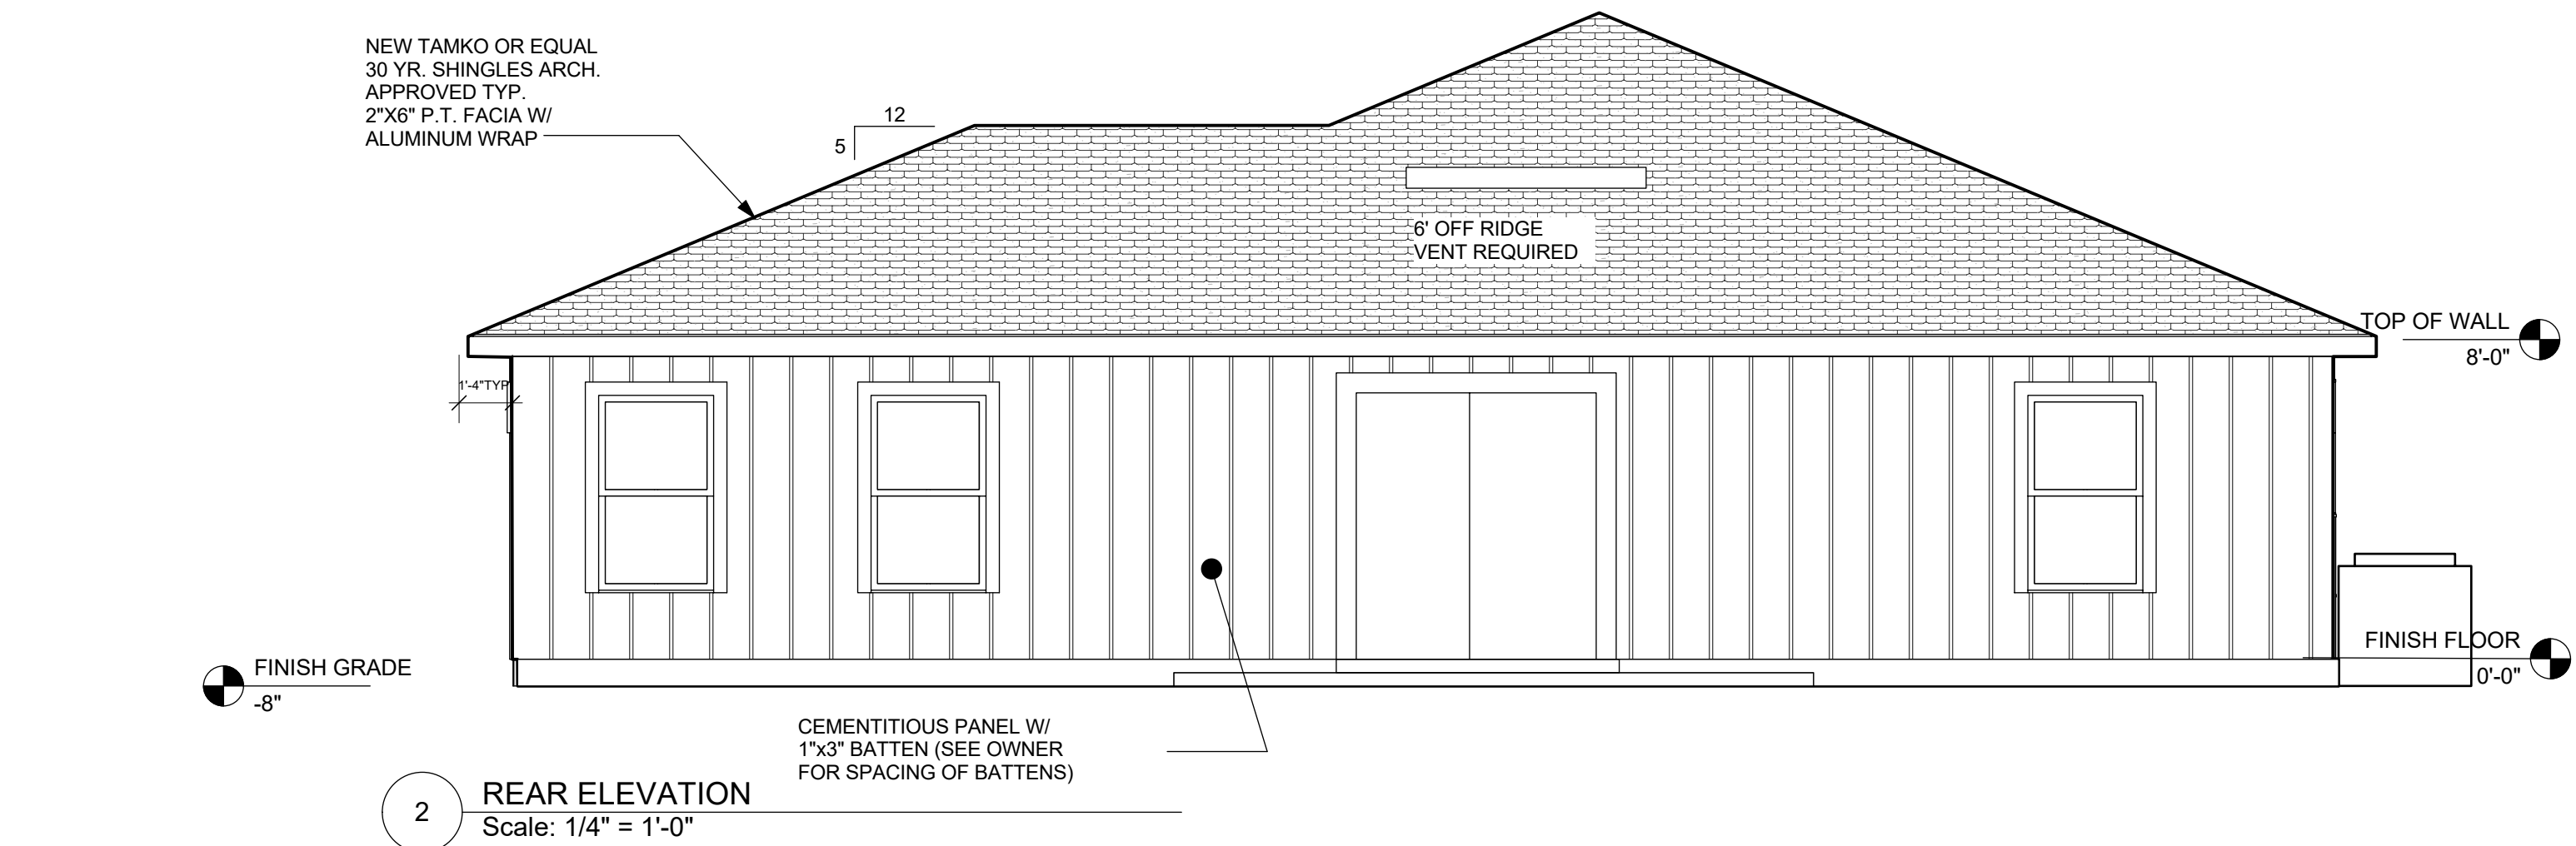 NEW TAMKO OR EQUAL
30 YR. SHINGLES ARCH.
APPROVED TYP.
2"X6" P.T. FACIA W/
ALUMINUM WRAP
12
5
6' OFF RIDGE
VENT REQUIRED
TOP OF WALL
8'-0"
1'-4"TYP
FINISH FLOOR
0'-0"
FINISH GRADE
-8"
CEMENTITIOUS PANEL W/
1"x3" BATTEN (SEE OWNER
FOR SPACING OF BATTENS)
2
REAR ELEVATION
Scale: 1/4" = 1'-0"